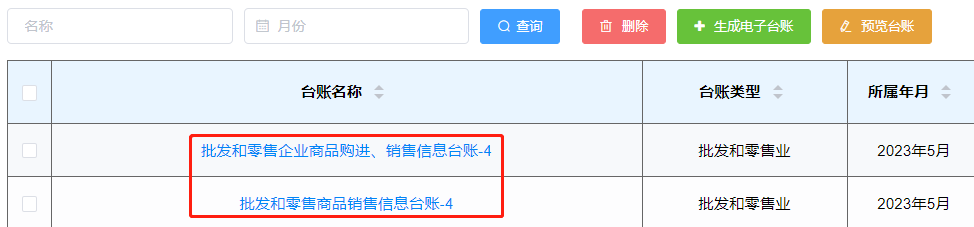 名称 月份 查询 删除 生成电子台账 预览台账
台账名称 台账类型 所属年月
批发和零售企业商品购进、销售信息台账-4 批发和零售业 2023年5月
批发和零售商品销售信息台账-4 批发和零售业 2023年5月